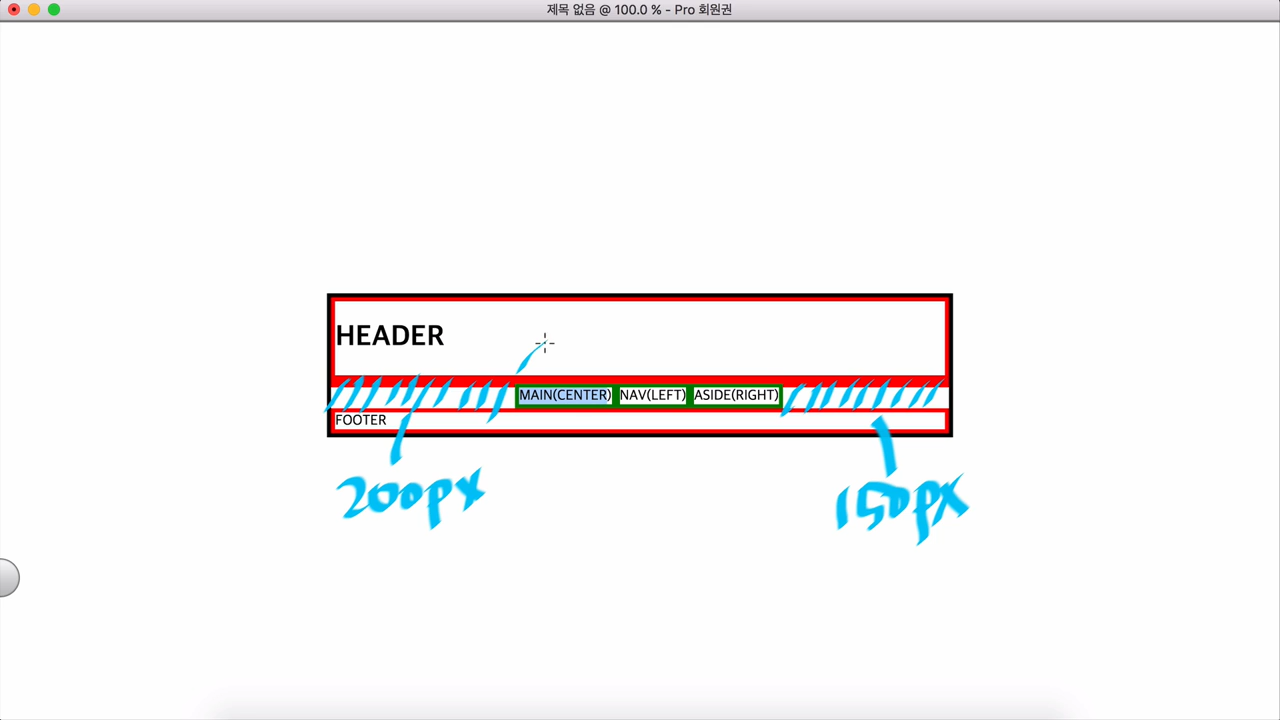 제목 없음 @ 100.0 % - Pro 회원권
HEADER
MAIN(CENTER) NAV(LEFT) ASIDE(RIGHT)
FOOTER
200px
150px